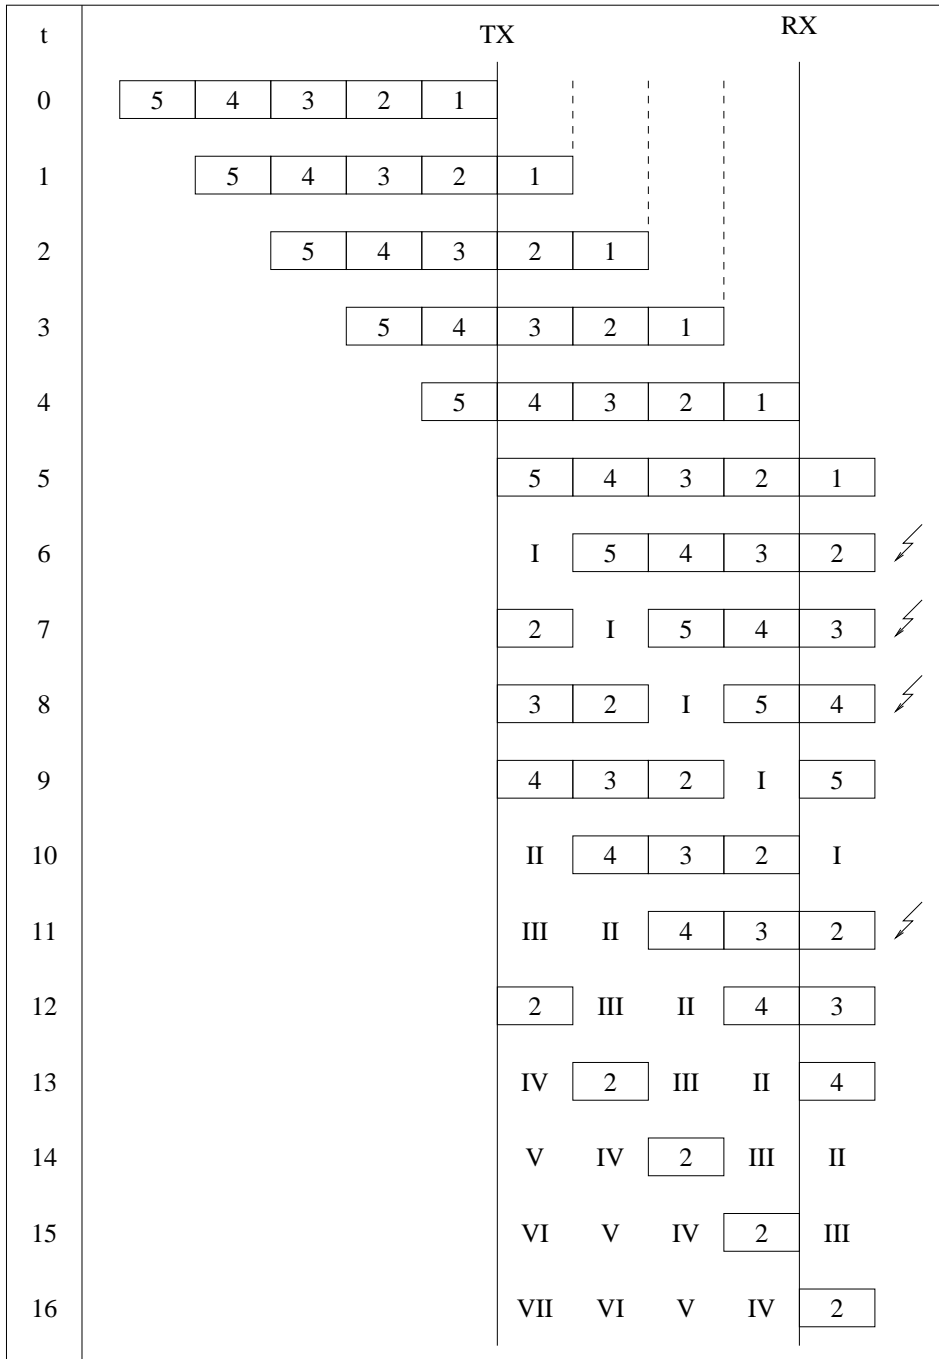 t TX RX
0 5 4 3 2 1
1 5 4 3 2 1
2 5 4 3 2 1
3 5 4 3 2 1
4 5 4 3 2 1
5 5 4 3 2 1
6 I 5 4 3 2
7 2 I 5 4 3
8 3 2 I 5 4
9 4 3 2 I 5
10 II 4 3 2 I
11 III II 4 3 2
12 2 III II 4 3
13 IV 2 III II 4
14 V IV 2 III II
15 VI V IV 2 III
16 VII VI V IV 2